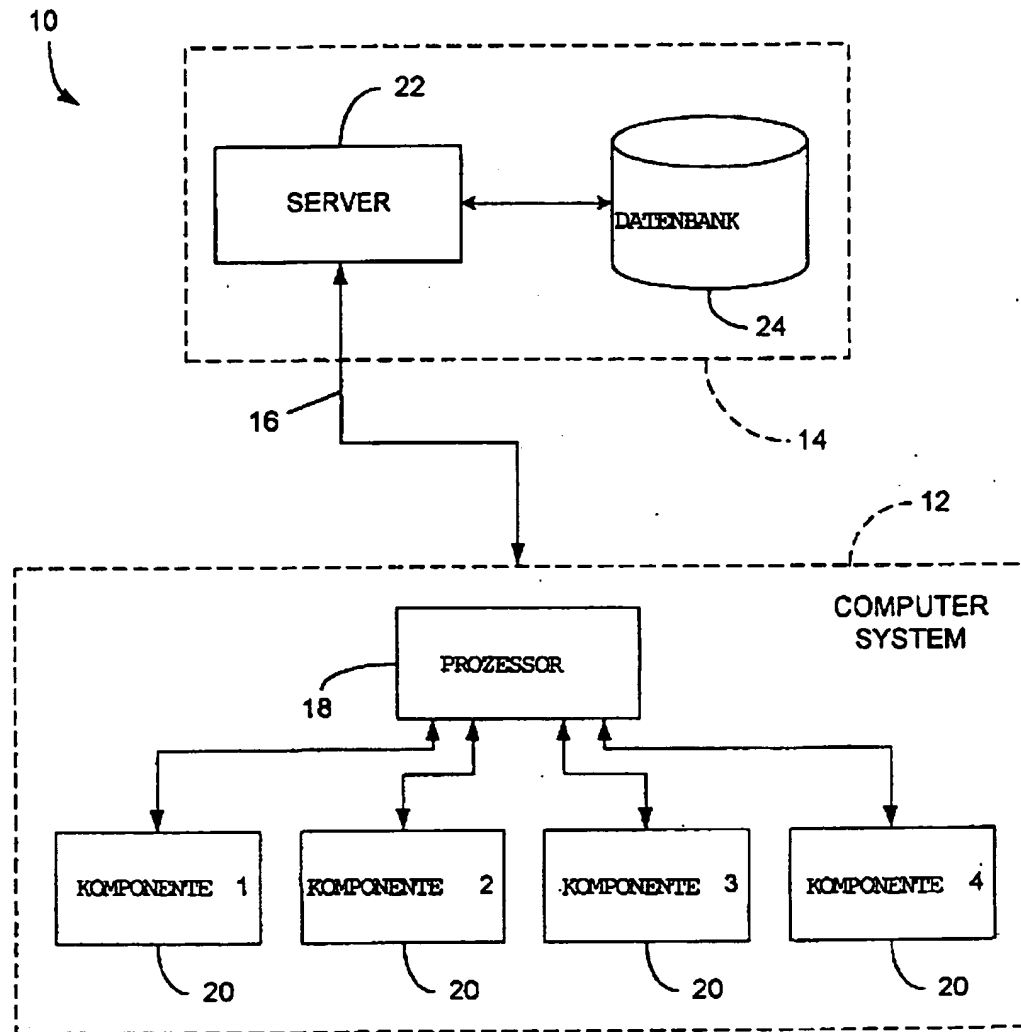 10
22
SERVER
DATENBANK
24
16
14
12
COMPUTER
SYSTEM
PROZESSOR
18
KOMPONENTE 1
KOMPONENTE 2
KOMPONENTE 3
KOMPONENTE 4
20
20
20
20